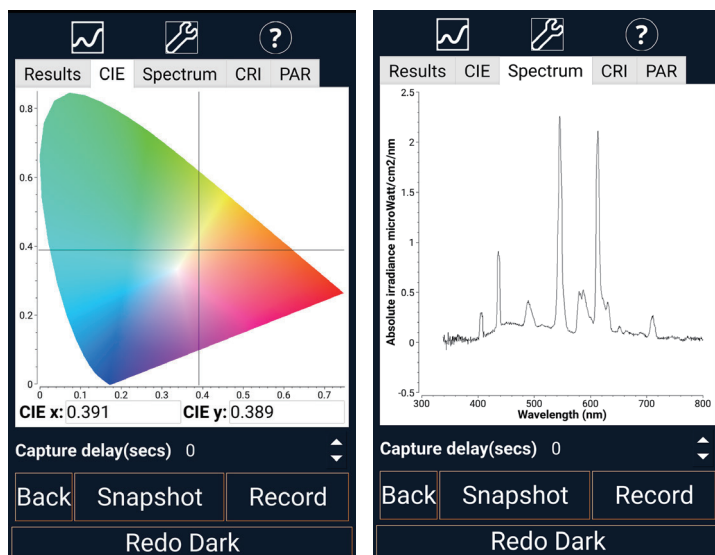 ?
Results CIE Spectrum CRI PAR
0.8
0.6
0.4
0.2
0
0 0.1 0.2 0.3 0.4 0.5 0.6 0.7
CIE x: 0.391 CIE y: 0.389
Capture delay(secs) 0
Back Snapshot Record
Redo Dark
?
Results CIE Spectrum CRI PAR
Absolute irradiance microWatt/cm2/nm
2.5
2
1.5
1
0.5
0
-0.5
300 400 500 600 700 800
Wavelength (nm)
Capture delay(secs) 0
Back Snapshot Record
Redo Dark